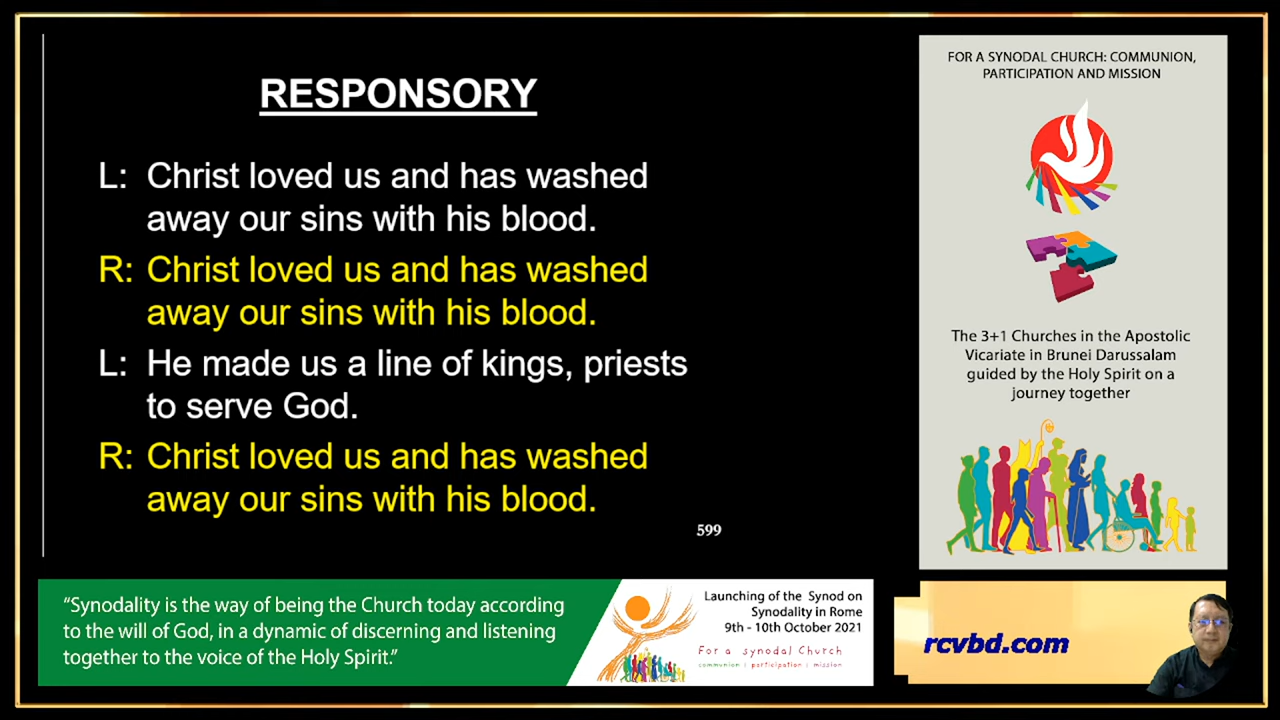 RESPONSORY
L: Christ loved us and has washed
away our sins with his blood.
R: Christ loved us and has washed
away our sins with his blood.
L: He made us a line of kings, priests
to serve God.
R: Christ loved us and has washed
away our sins with his blood.
599
FOR A SYNODAL CHURCH: COMMUNION,
PARTICIPATION AND MISSION
The 3+1 Churches in the Apostolic
Vicariate in Brunei Darussalam
guided by the Holy Spirit on a
journey together
“Synodality is the way of being the Church today according
to the will of God, in a dynamic of discerning and listening
together to the voice of the Holy Spirit.”
Launching of the Synod on
Synodality in Rome
9th - 10th October 2021
For a synodal Church
communion | participation | mission
rcvbd.com